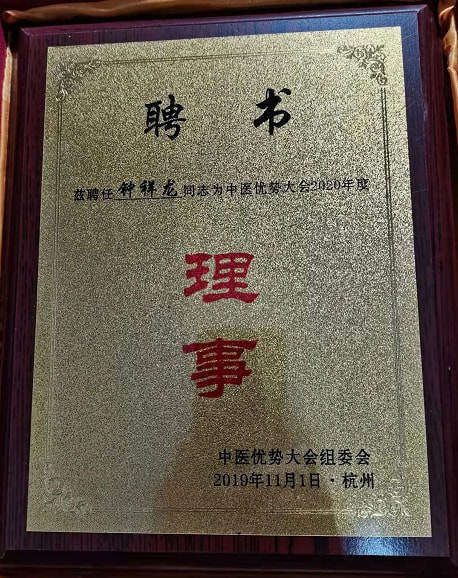 聘书
兹聘任钟祥龙同志为中医优势大会2020年度
理
事
中医优势大会组委会
2019年11月1日·杭州